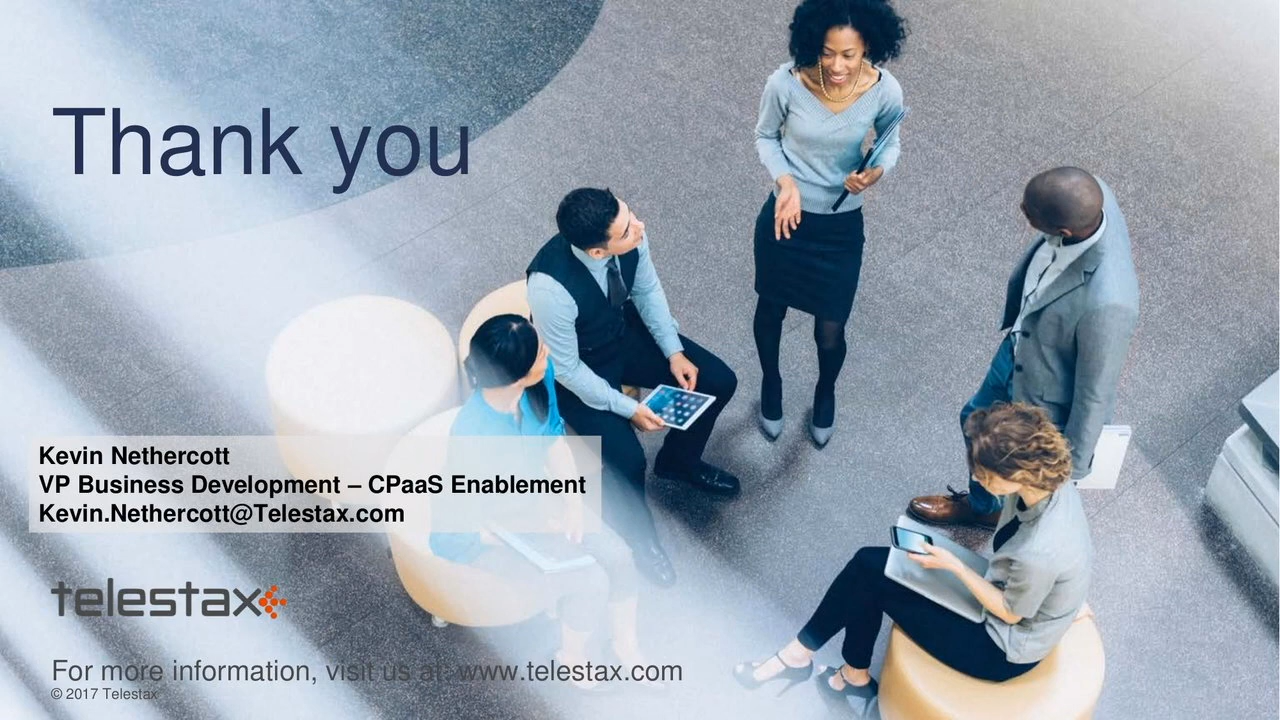 Thank you
Kevin Nethercott
VP Business Development – CPaaS Enablement
Kevin.Nethercott@Telestax.com
telestax
For more information, visit us at: www.telestax.com
© 2017 Telestax